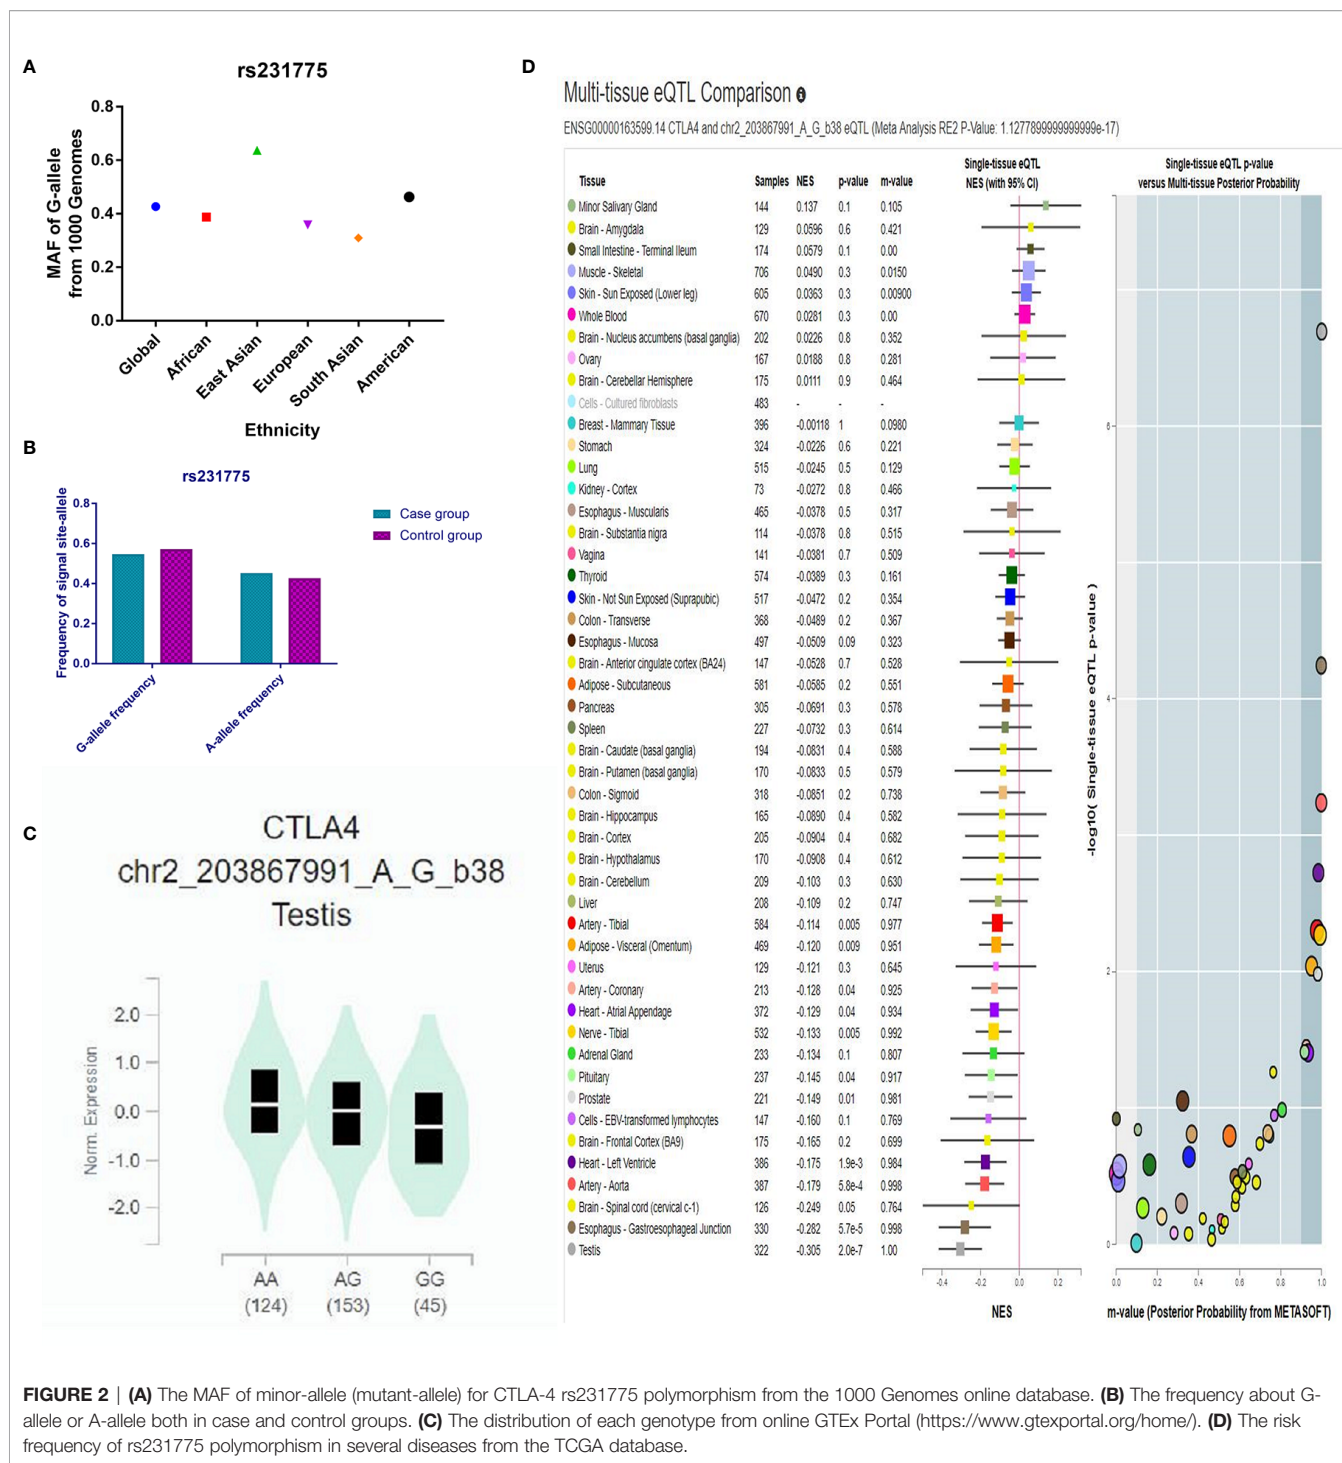 A
rs231775
MAF of G-allele
from 1000 Genomes
0.8
0.6
0.4
0.2
0.0
Global
African
East Asian
European
South Asian
American
Ethnicity
B
rs231775
Frequency of signal site-allele
0.8
0.6
0.4
0.2
0.0
G-allele frequency
A-allele frequency
Case group
Control group
C
CTLA4
chr2_203867991_A_G_b38
Testis
Norm. Expression
2.0
1.0
0.0
-1.0
-2.0
AA AG GG
(124) (153) (45)
D
Multi-tissue eQTL Comparison
ENSG00000163599.14 CTLA4 and chr2_203867991_A_G_b38 eQTL (Meta Analysis RE2 P-Value: 1.1277899999999999e-17)
Tissue Samples NES p-value m-value
Minor Salivary Gland 144 0.137 0.1 0.105
Brain - Amygdala 129 0.0596 0.6 0.421
Small Intestine - Terminal Ileum 174 0.0579 0.1 0.00
Muscle - Skeletal 706 0.0490 0.3 0.0150
Skin - Sun Exposed (Lower leg) 605 0.0363 0.3 0.00900
Whole Blood 670 0.0281 0.3 0.00
Brain - Nucleus accumbens (basal ganglia) 202 0.0226 0.8 0.352
Ovary 167 0.0188 0.8 0.281
Brain - Cerebellar Hemisphere 175 0.0111 0.9 0.464
Cells - Cultured fibroblasts 483 - - -
Breast - Mammary Tissue 396 -0.00118 1 0.0980
Stomach 324 -0.0226 0.6 0.221
Lung 515 -0.0245 0.5 0.129
Kidney - Cortex 73 -0.0272 0.8 0.466
Esophagus - Muscularis 465 -0.0378 0.5 0.317
Brain - Substantia nigra 114 -0.0378 0.8 0.515
Vagina 141 -0.0381 0.7 0.509
Thyroid 574 -0.0389 0.3 0.161
Skin - Not Sun Exposed (Suprapubic) 517 -0.0472 0.2 0.354
Colon - Transverse 368 -0.0489 0.2 0.367
Esophagus - Mucosa 497 -0.0509 0.09 0.323
Brain - Anterior cingulate cortex (BA24) 147 -0.0528 0.7 0.528
Adipose - Subcutaneous 581 -0.0585 0.2 0.551
Pancreas 305 -0.0691 0.3 0.578
Spleen 227 -0.0732 0.3 0.614
Brain - Caudate (basal ganglia) 194 -0.0831 0.4 0.588
Brain - Putamen (basal ganglia) 170 -0.0833 0.5 0.579
Colon - Sigmoid 318 -0.0851 0.2 0.738
Brain - Hippocampus 165 -0.0890 0.4 0.582
Brain - Cortex 205 -0.0904 0.4 0.682
Brain - Hypothalamus 170 -0.0908 0.4 0.612
Brain - Cerebellum 209 -0.103 0.3 0.630
Liver 208 -0.109 0.2 0.747
Artery - Tibial 584 -0.114 0.005 0.977
Adipose - Visceral (Omentum) 469 -0.120 0.009 0.951
Uterus 129 -0.121 0.3 0.645
Artery - Coronary 213 -0.128 0.04 0.925
Heart - Atrial Appendage 372 -0.129 0.04 0.934
Nerve - Tibial 532 -0.133 0.005 0.992
Adrenal Gland 233 -0.134 0.1 0.807
Pituitary 237 -0.145 0.04 0.917
Prostate 221 -0.149 0.01 0.981
Cells - EBV-transformed lymphocytes 147 -0.160 0.1 0.769
Brain - Frontal Cortex (BA9) 175 -0.165 0.2 0.699
Heart - Left Ventricle 386 -0.175 1.9e-3 0.984
Artery - Aorta 387 -0.179 5.8e-4 0.998
Brain - Spinal cord (cervical c-1) 126 -0.249 0.05 0.764
Esophagus - Gastroesophageal Junction 330 -0.282 5.7e-5 0.998
Testis 322 -0.305 2.0e-7 1.00
Single-tissue eQTL
NES (with 95% CI)
-0.4 -0.2 0.0 0.2
NES
Single-tissue eQTL p-value
versus Multi-tissue Posterior Probability
-log10( Single-tissue eQTL p-value )
6
4
2
0
0.0 0.2 0.4 0.6 0.8 1.0
m-value (Posterior Probability from METASOFT)
FIGURE 2 | (A) The MAF of minor-allele (mutant-allele) for CTLA-4 rs231775 polymorphism from the 1000 Genomes online database. (B) The frequency about G-
allele or A-allele both in case and control groups. (C) The distribution of each genotype from online GTEx Portal (https://www.gtexportal.org/home/). (D) The risk
frequency of rs231775 polymorphism in several diseases from the TCGA database.